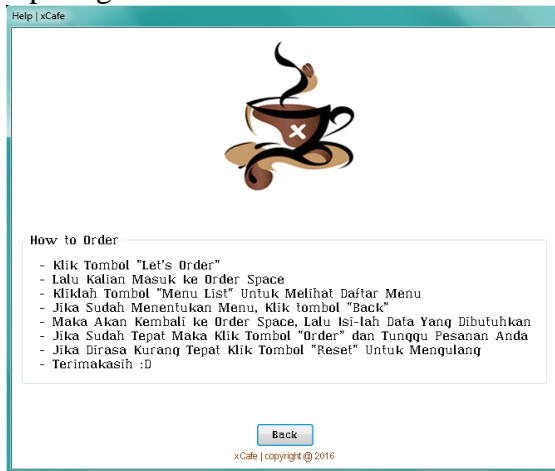 Help | xCafe
x
How to Order
- Klik Tombol "Let's Order"
- Lalu Kalian Masuk ke Order Space
- Kliklah Tombol "Menu List" Untuk Melihat Daftar Menu
- Jika Sudah Menentukan Menu, Klik tombol "Back"
- Maka Akan Kembali ke Order Space, Lalu Isi-lah Data Yang Dibutuhkan
- Jika Sudah Tepat Maka Klik Tombol "Order" dan Tunggu Pesanan Anda
- Jika Dirasa Kurang Tepat Klik Tombol "Reset" Untuk Mengulang
- Terimakasih :D
Back
xCafe | copyright @ 2016